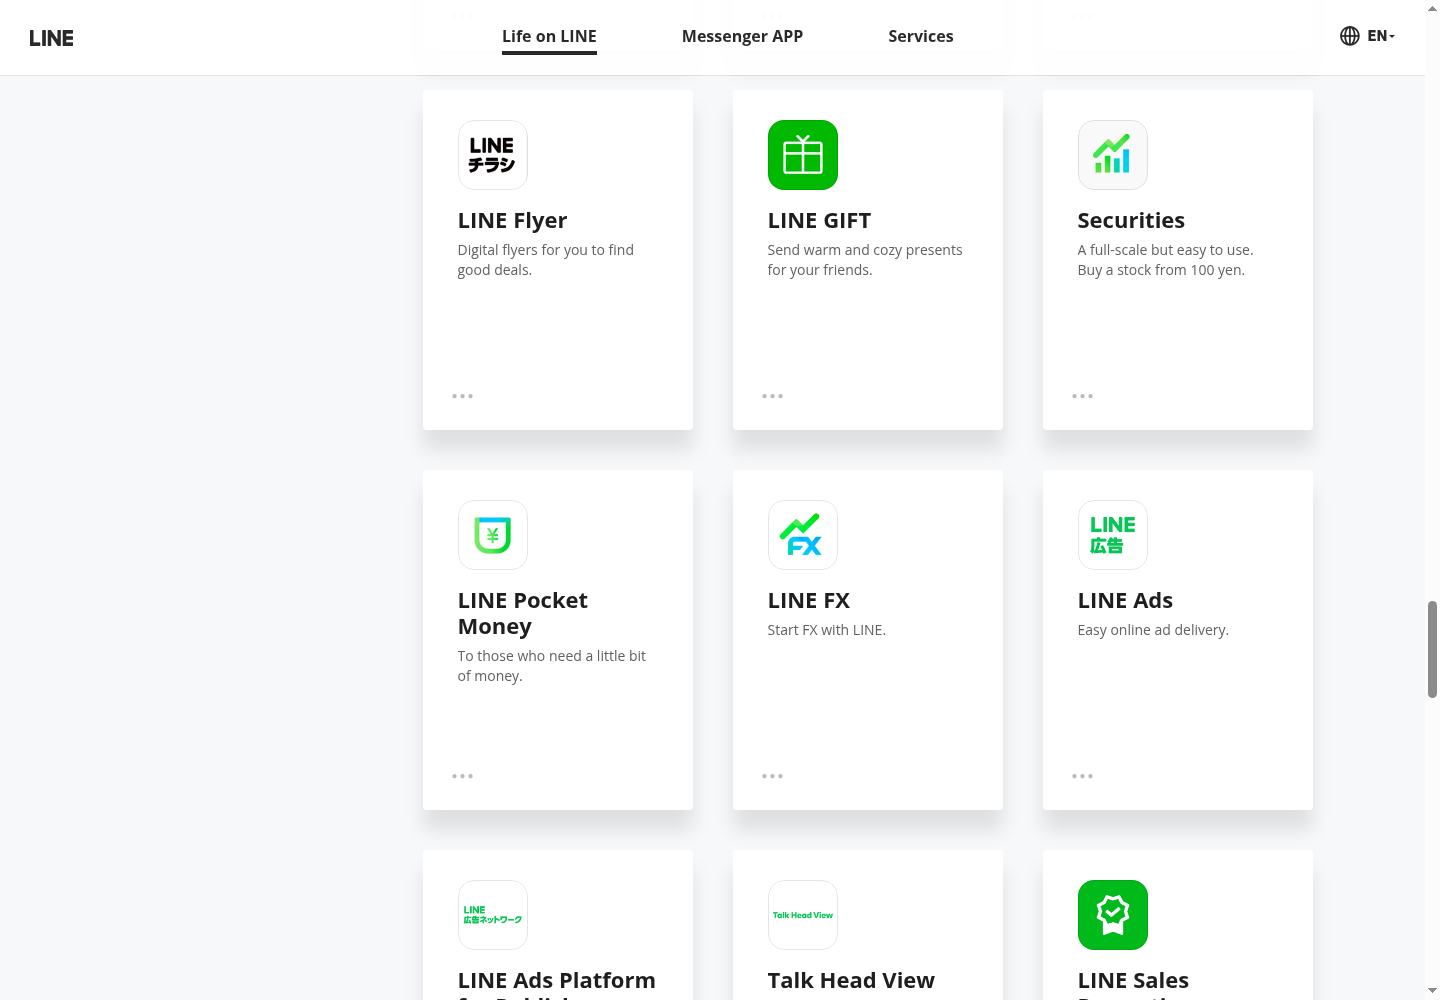 LINE
Life on LINE
Messenger APP
Services
EN
LINE
チラシ
LINE Flyer
Digital flyers for you to find
good deals.
LINE GIFT
Send warm and cozy presents
for your friends.
Securities
A full-scale but easy to use.
Buy a stock from 100 yen.
¥
LINE Pocket
Money
To those who need a little bit
of money.
FX
LINE FX
Start FX with LINE.
LINE
広告
LINE Ads
Easy online ad delivery.
LINE
広告ネットワーク
LINE Ads Platform
Talk Head View
Talk Head View
LINE Sales